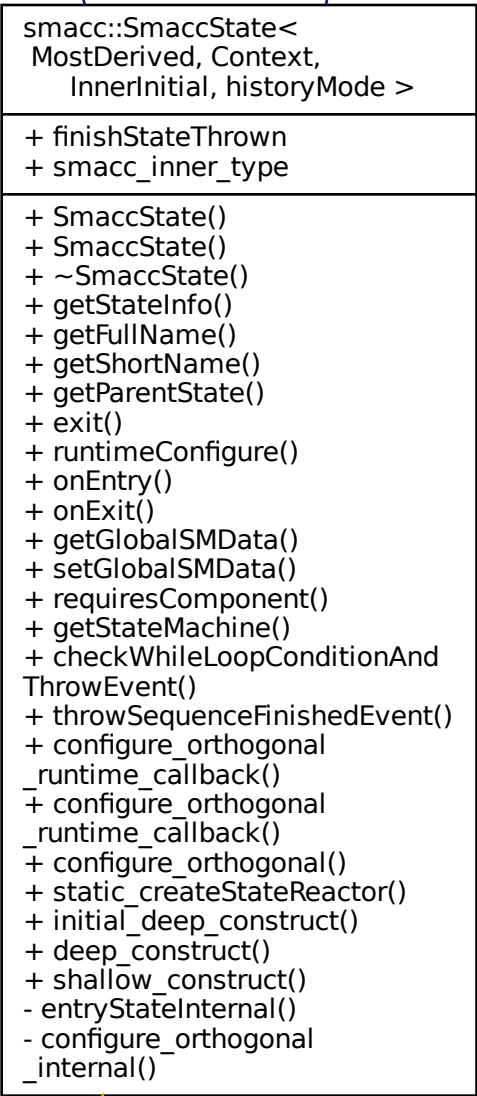 smacc::SmaccState<
MostDerived, Context,
InnerInitial, historyMode >
+ finishStateThrown
+ smacc_inner_type
+ SmaccState()
+ SmaccState()
+ ~SmaccState()
+ getStateInfo()
+ getFullName()
+ getShortName()
+ getParentState()
+ exit()
+ runtimeConfigure()
+ onEntry()
+ onExit()
+ getGlobalSMData()
+ setGlobalSMData()
+ requiresComponent()
+ getStateMachine()
+ checkWhileLoopConditionAnd
ThrowEvent()
+ throwSequenceFinishedEvent()
+ configure_orthogonal
_runtime_callback()
+ configure_orthogonal
_runtime_callback()
+ configure_orthogonal()
+ static_createStateReactor()
+ initial_deep_construct()
+ deep_construct()
+ shallow_construct()
- entryStateInternal()
- configure_orthogonal
_internal()